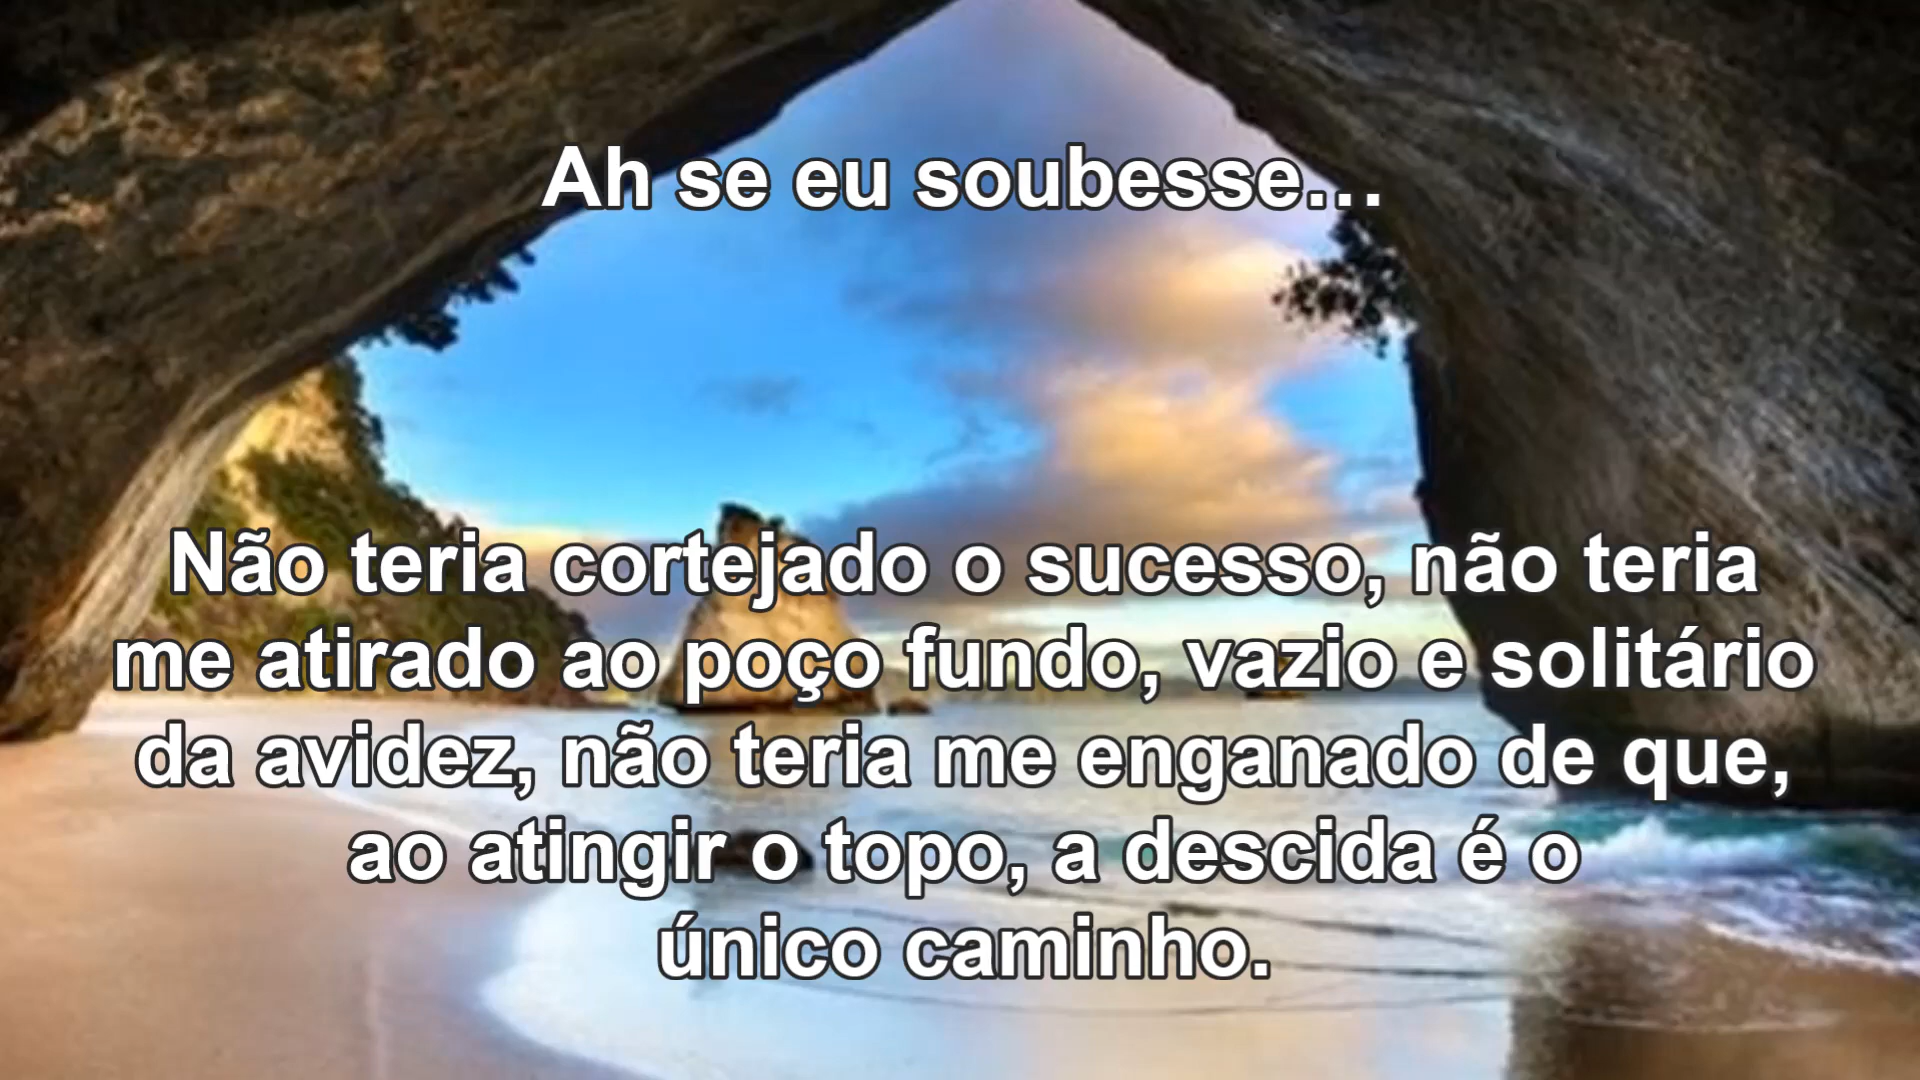 Ah se eu soubesse...
Não teria cortejado o sucesso, não teria
me atirado ao poço fundo, vazio e solitário
da avidez, não teria me enganado de que,
ao atingir o topo, a descida é o
único caminho.